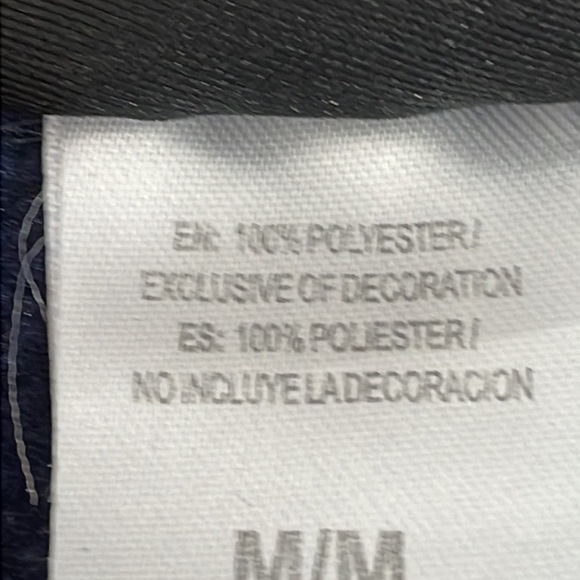 EN: 100% POLYESTER/
EXCLUSIVE OF DECORATION
ES: 100% POLIESTER/
NO INCLUYE LA DECORACION
M/M